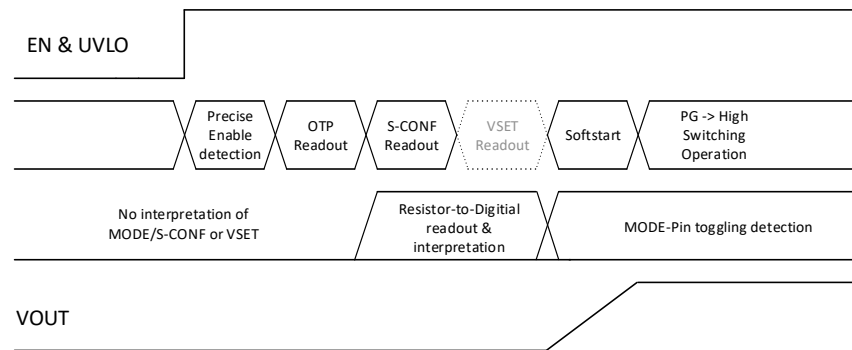 EN & UVLO
Precise
Enable
detection
OTP
Readout
S-CONF
Readout
VSET
Readout
Softstart
PG -> High
Switching
Operation
No interpretation of
MODE/S-CONF or VSET
Resistor-to-Digitial
readout &
interpretation
MODE-Pin toggling detection
VOUT